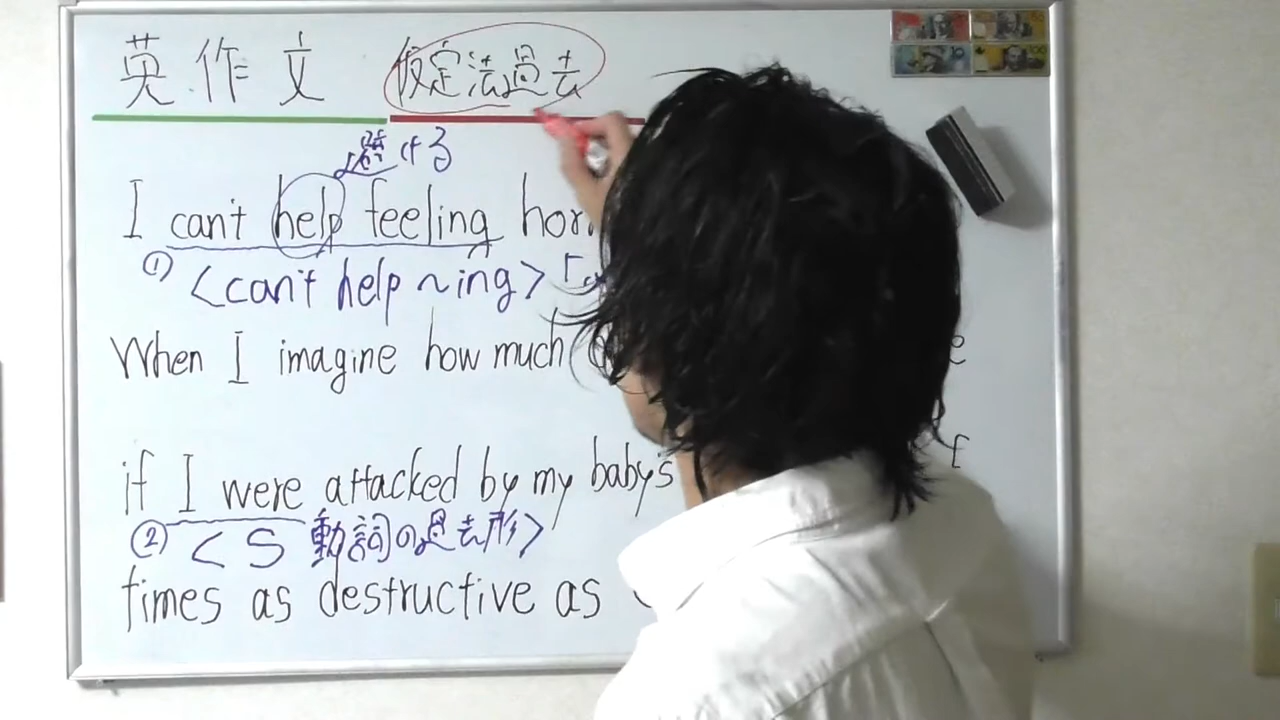 英作文 仮定法過去
避ける
I can't help feeling hor
① <can't help ~ing> 「
When I imagine how much
if I were attacked by my baby's
② <S 動詞の過去形>
times as destructive as